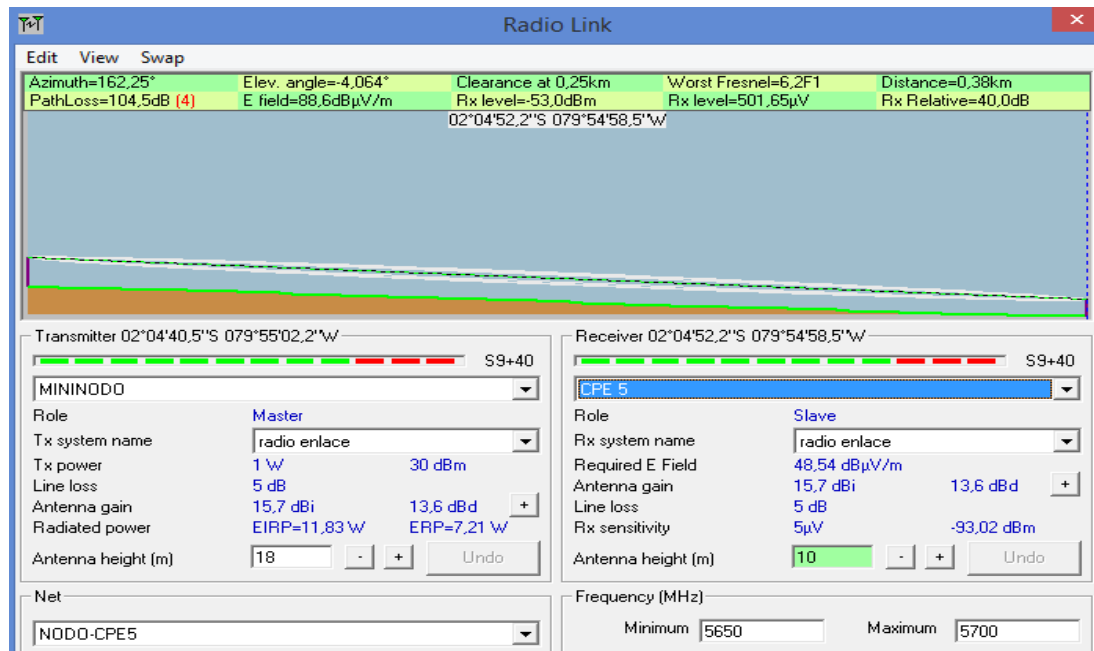 Radio Link
Edit View Swap
Azimuth=162,25° Elev. angle=-4,064° Clearance at 0,25km Worst Fresnel=6,2F1 Distance=0,38km
PathLoss=104,5dB (4) E field=88,6dBµV/m Rx level=-53,0dBm Rx level=501,65µV Rx Relative=40,0dB
02°04'52,2''S 079°54'58,5''W
Transmitter 02°04'40,5''S 079°55'02,2''W
S9+40
MININODO
Role Master
Tx system name radio enlace
Tx power 1 W 30 dBm
Line loss 5 dB
Antenna gain 15,7 dBi 13,6 dBd +
Radiated power EIRP=11,83 W ERP=7,21 W
Antenna height (m) 18 - + Undo
Net
NODO-CPE5
Receiver 02°04'52,2''S 079°54'58,5''W
S9+40
CPE 5
Role Slave
Rx system name radio enlace
Required E Field 48,54 dBµV/m
Antenna gain 15,7 dBi 13,6 dBd +
Line loss 5 dB
Rx sensitivity 5µV -93,02 dBm
Antenna height (m) 10 - + Undo
Frequency (MHz)
Minimum 5650 Maximum 5700